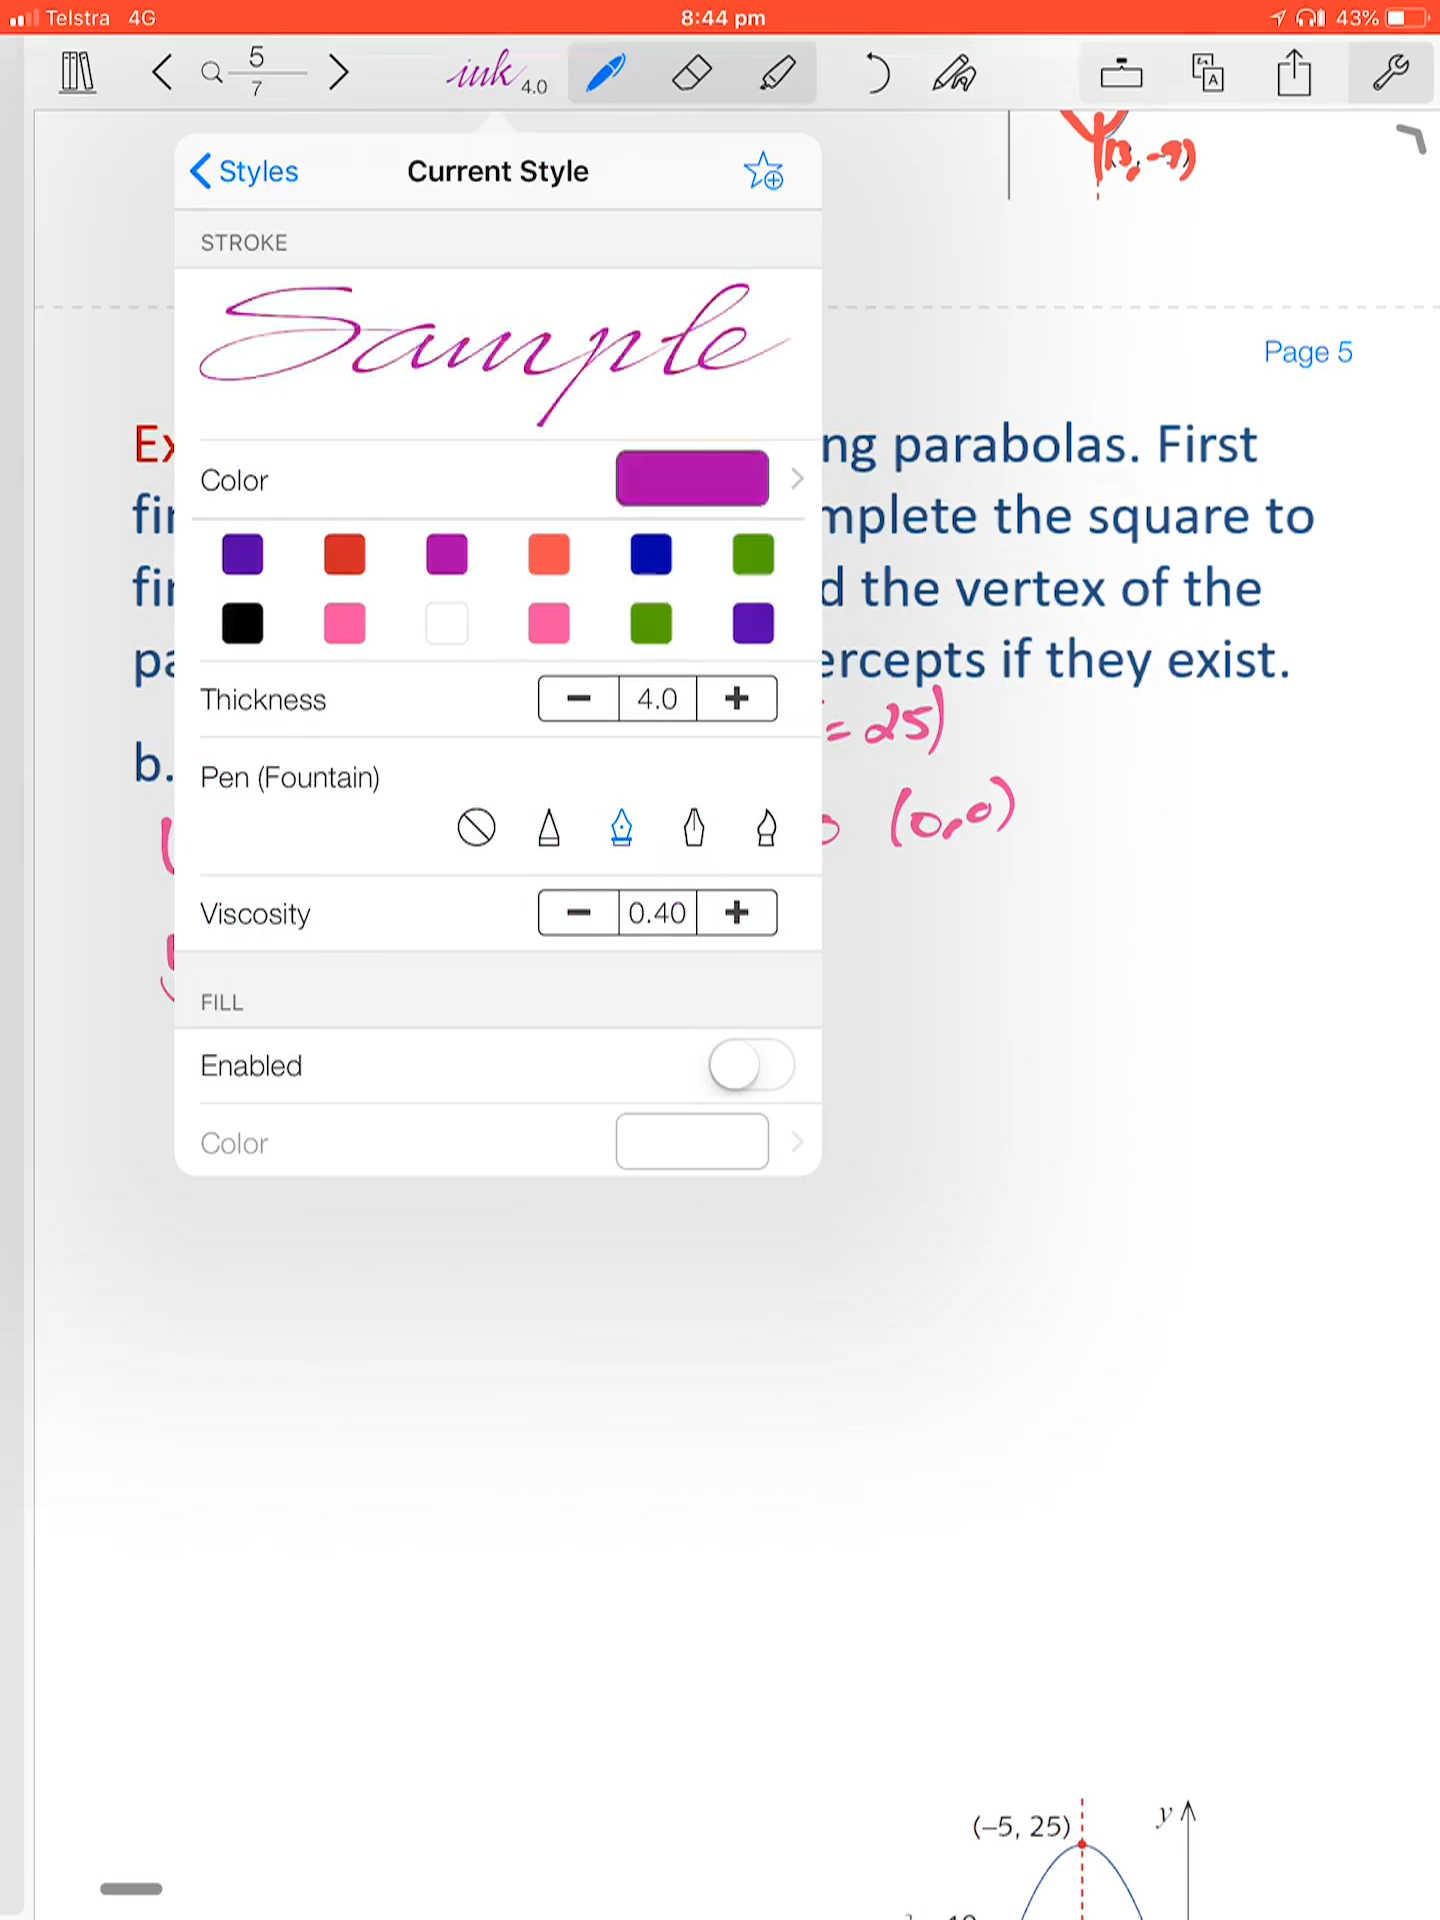 Telstra 4G 8:44 pm 43%
5
7
ink 4.0
(13, -9)
Styles Current Style
STROKE
Sample
Page 5
ng parabolas. First
Color
mplete the square to
d the vertex of the
ercepts if they exist.
Thickness - 4.0 +
= 25)
b. Pen (Fountain)
(0,0)
Viscosity - 0.40 +
FILL
Enabled
Color
(–5, 25) y